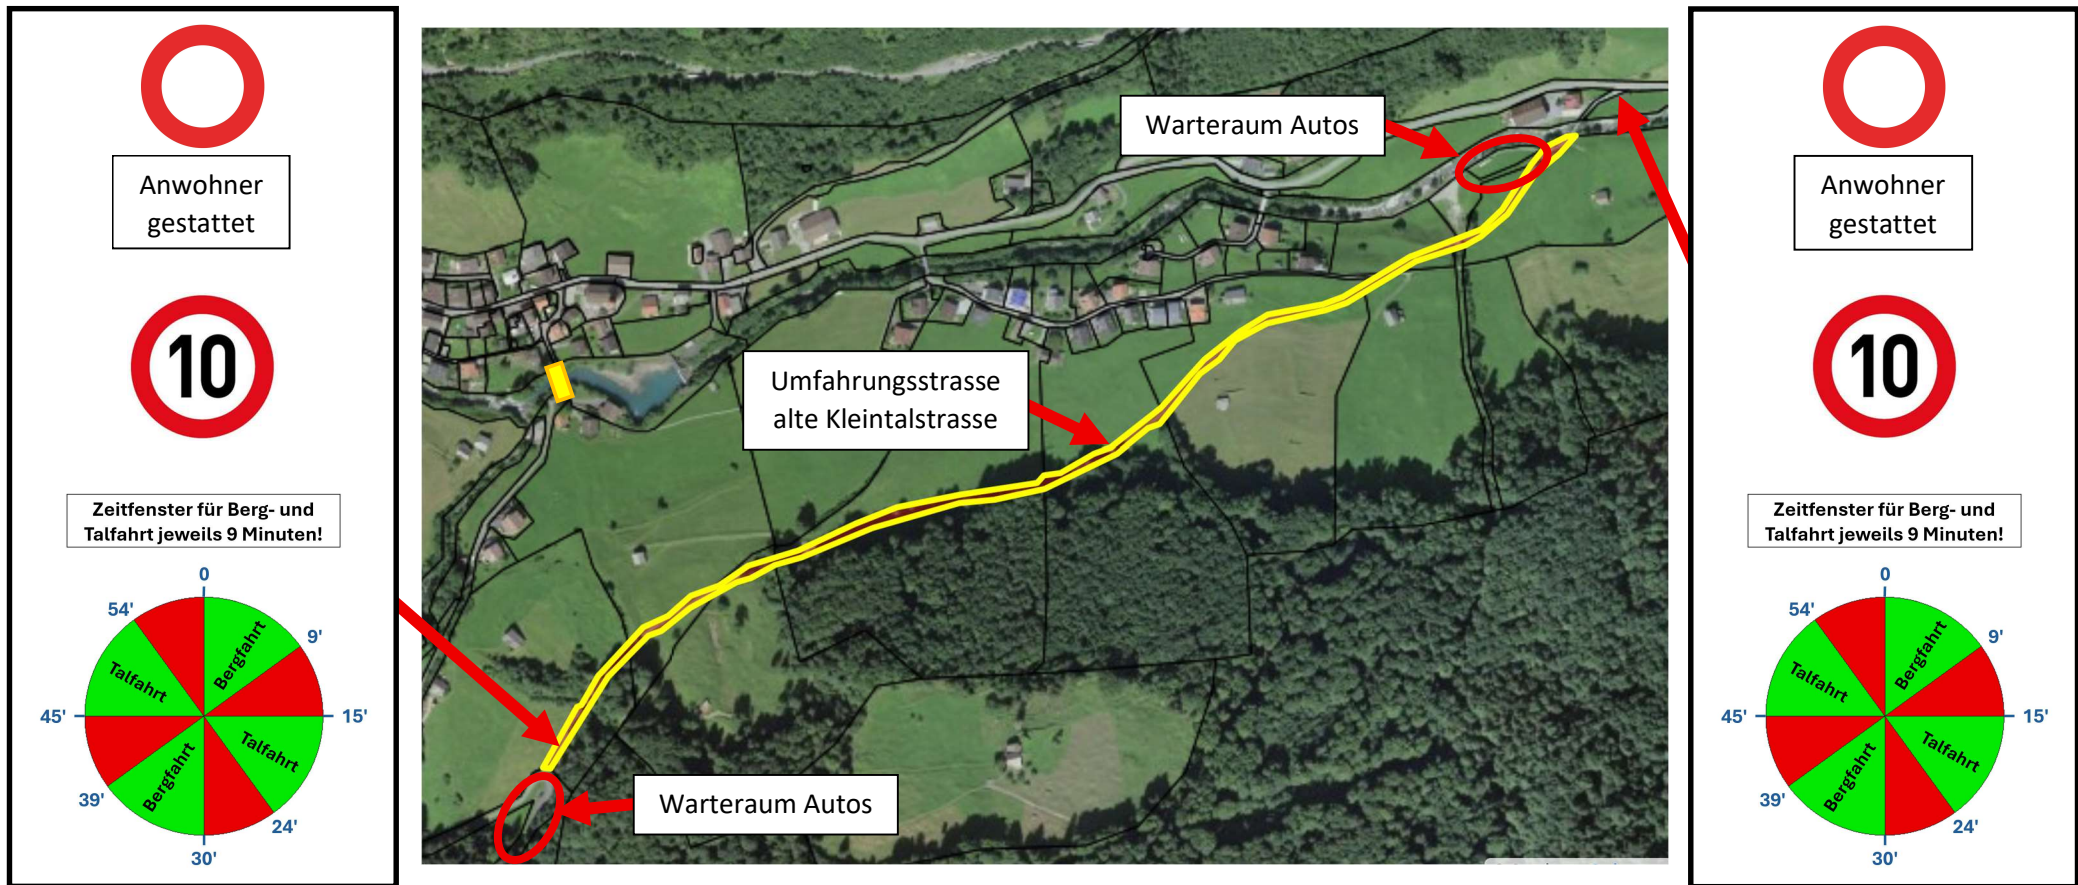 Anwohner
gestattet
10
Zeitfenster für Berg- und
Talfahrt jeweils 9 Minuten!
0
54'
9'
Talfahrt
Bergfahrt
45'
15'
Bergfahrt
Talfahrt
39'
24'
30'
Warteraum Autos
Umfahrungsstrasse
alte Kleintalstrasse
Warteraum Autos
Anwohner
gestattet
10
Zeitfenster für Berg- und
Talfahrt jeweils 9 Minuten!
0
54'
9'
Talfahrt
Bergfahrt
45'
15'
Bergfahrt
Talfahrt
39'
24'
30'